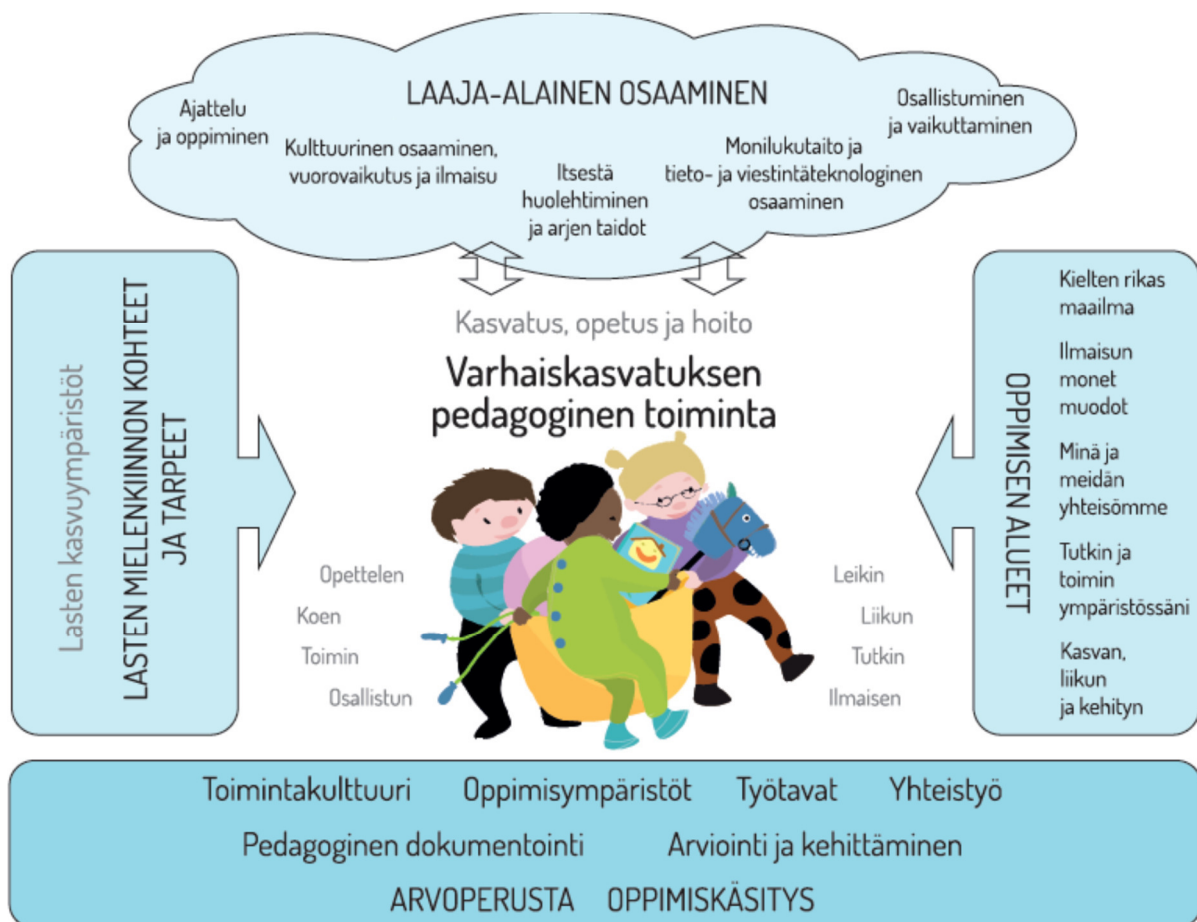 LAAJA-ALAINEN OSAAMINEN
Ajattelu
ja oppiminen
Kulttuurinen osaaminen,
vuorovaikutus ja ilmaisu
Itsestä
huolehtiminen
ja arjen taidot
Monilukutaito ja
tieto- ja viestintäteknologinen
osaaminen
Osallistuminen
ja vaikuttaminen
Lasten kasvuympäristöt
LASTEN MIELENKIINNON KOHTEET
JA TARPEET
Kasvatus, opetus ja hoito
Varhaiskasvatuksen
pedagoginen toiminta
Opettelen
Koen
Toimin
Osallistun
Leikin
Liikun
Tutkin
Ilmaisen
OPPIMISEN ALUEET
Kielten rikas
maailma
Ilmaisun
monet
muodot
Minä ja
meidän
yhteisömme
Tutkin ja
toimin
ympäristössäni
Kasvan,
liikun
ja kehityn
Toimintakulttuuri Oppimisympäristöt Työtavat Yhteistyö
Pedagoginen dokumentointi Arviointi ja kehittäminen
ARVOPERUSTA OPPIMISKÄSITYS